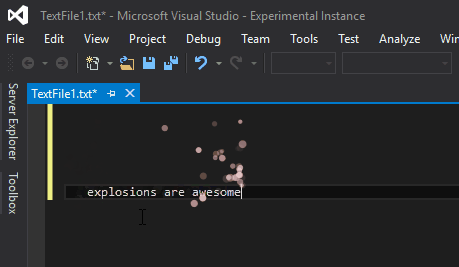 TextFile1.txt* - Microsoft Visual Studio - Experimental Instance
File Edit View Project Debug Team Tools Test Analyze Win
TextFile1.txt*
Server Explorer
Toolbox
explosions are awesome